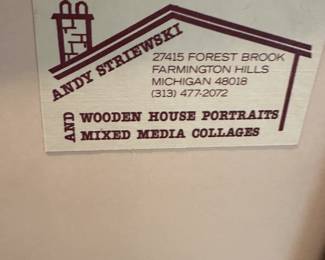 ANDY STRIEWSKI
27415 FOREST BROOK
FARMINGTON HILLS
MICHIGAN 48018
(313) 477-2072
AND WOODEN HOUSE PORTRAITS
MIXED MEDIA COLLAGES